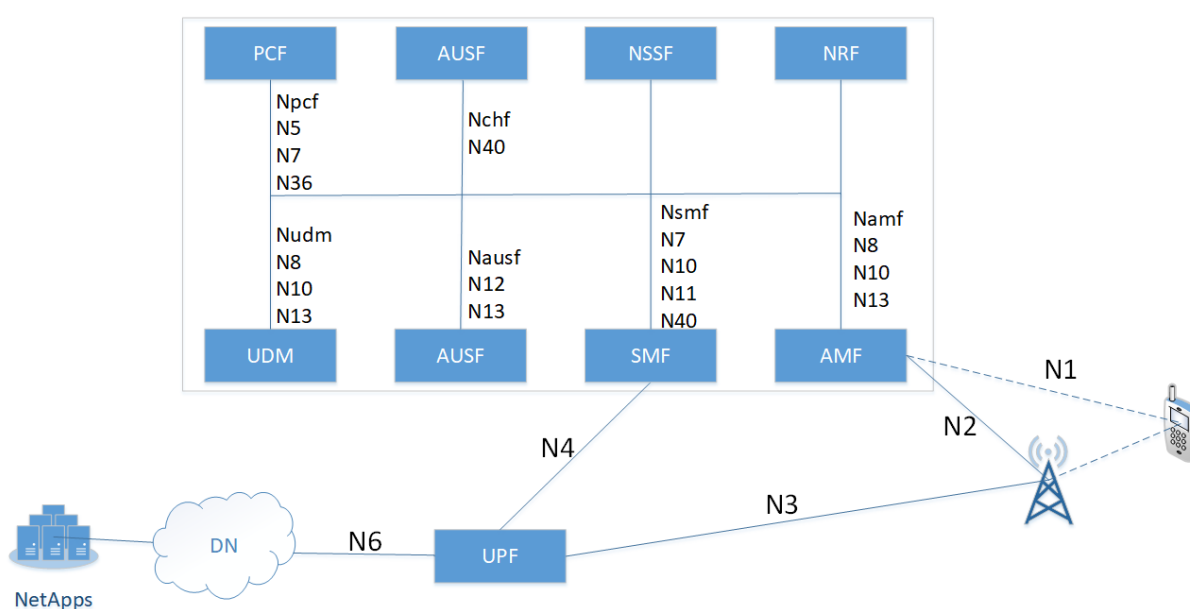 PCF
AUSF
NSSF
NRF
Npcf
N5
N7
N36
Nchf
N40
Nudm
N8
N10
N13
Nausf
N12
N13
Nsmf
N7
N10
N11
N40
Namf
N8
N10
N13
UDM
AUSF
SMF
AMF
N1
N2
N4
N3
DN
N6
UPF
NetApps